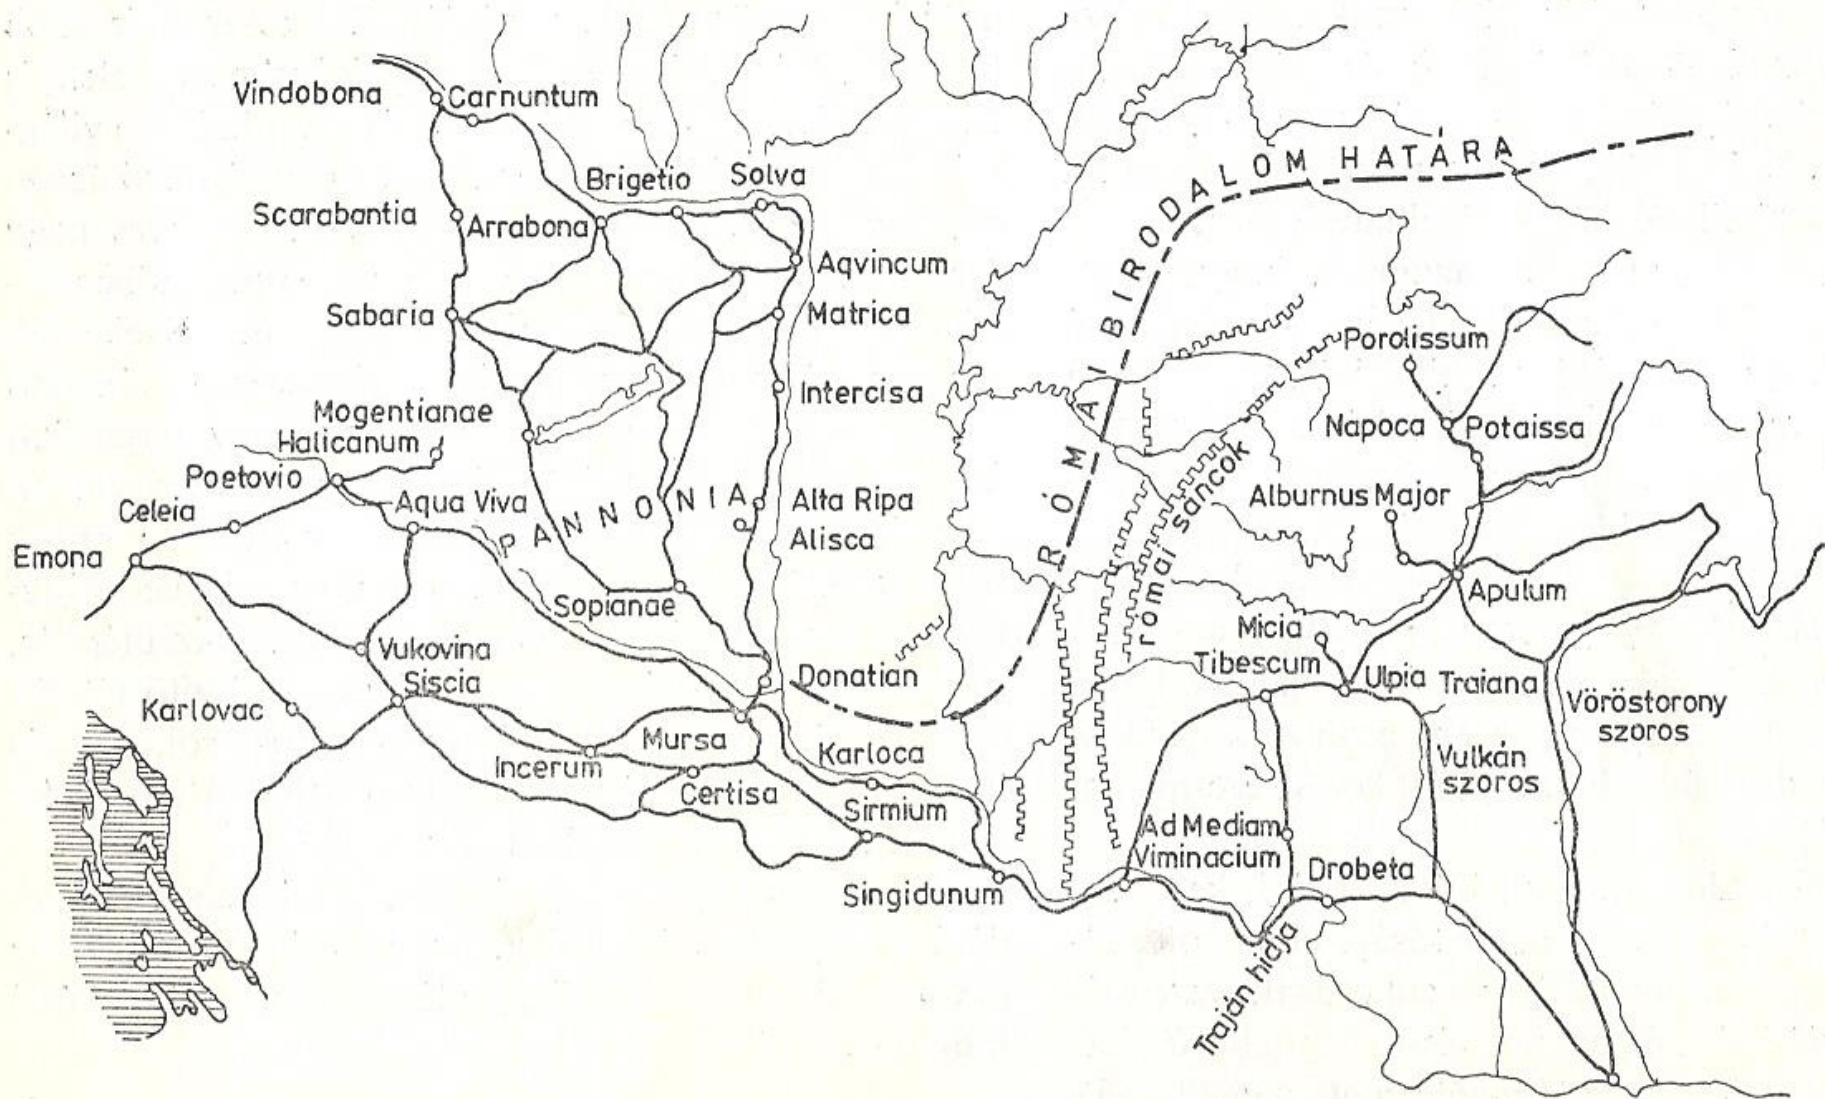 Vindobona
Carnuntum
Brigetio
Solva
Scarabantia
Arrabona
Aqvincum
Sabaria
Matrica
Intercisa
Mogentianae
Halicanum
Poetovio
Aqua Viva
Celeia
Emona
PANNONIA
Alta Ripa
Alisca
Sopianae
Vukovina
Siscia
Karlovac
Donatian
Mursa
Incerum
Certisa
Karloca
Sirmium
Singidunum
RÓMAI BIRODALOM HATÁRA
római sáncok
Porolissum
Napoca
Potaissa
Alburnus Major
Apulum
Micia
Tibescum
Ulpia Traiana
Vöröstorony
szoros
Vulkán
szoros
Ad Mediam
Viminacium
Drobeta
Traján hidja